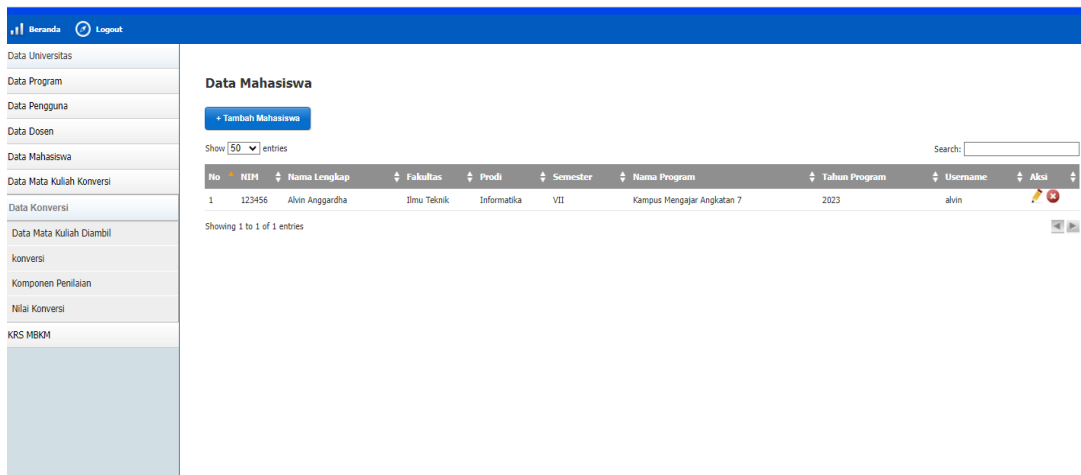 Beranda Logout
Data Universitas
Data Program
Data Pengguna
Data Dosen
Data Mahasiswa
Data Mata Kuliah Konversi
Data Konversi
Data Mata Kuliah Diambil
konversi
Komponen Penilaian
Nilai Konversi
KRS MBKM
Data Mahasiswa
+ Tambah Mahasiswa
Show 50 entries Search:
No NIM Nama Lengkap Fakultas Prodi Semester Nama Program Tahun Program Username Aksi
1 123456 Alvin Anggardha Ilmu Teknik Informatika VII Kampus Mengajar Angkatan 7 2023 alvin
Showing 1 to 1 of 1 entries